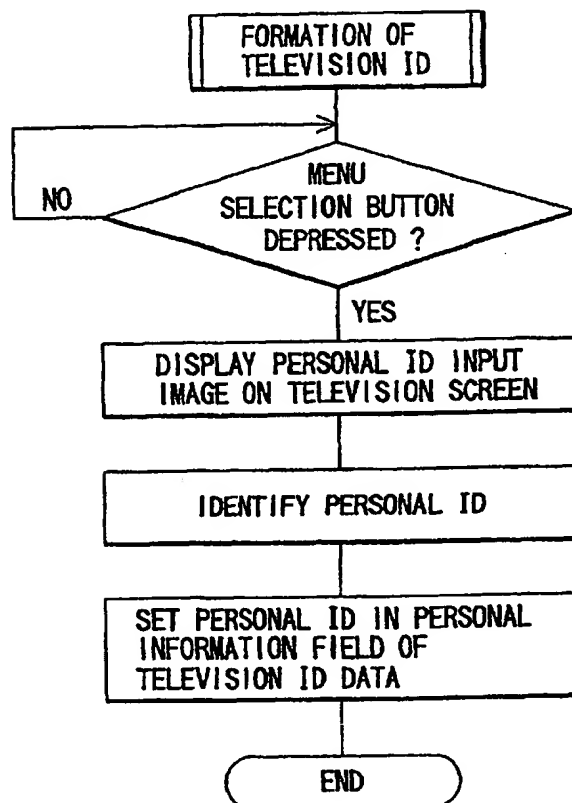 FORMATION OF
TELEVISION ID
MENU
SELECTION BUTTON
DEPRESSED ?
NO
YES
DISPLAY PERSONAL ID INPUT
IMAGE ON TELEVISION SCREEN
IDENTIFY PERSONAL ID
SET PERSONAL ID IN PERSONAL
INFORMATION FIELD OF
TELEVISION ID DATA
END